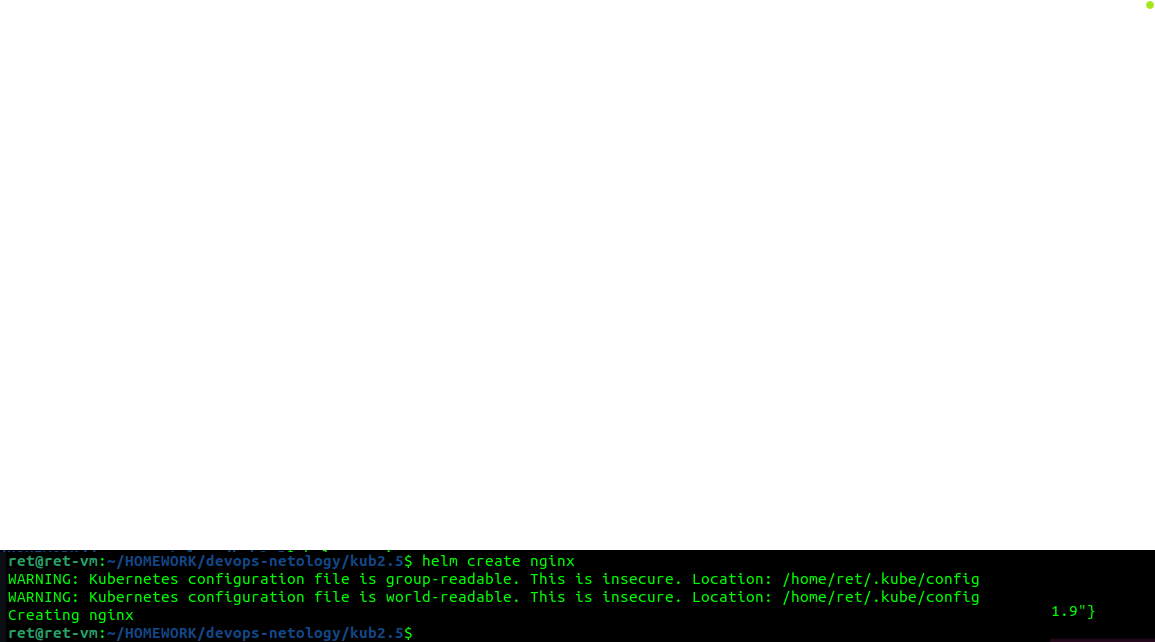 ret@ret-vm:~/HOMEWORK/devops-netology/kub2.5$ helm create nginx
WARNING: Kubernetes configuration file is group-readable. This is insecure. Location: /home/ret/.kube/config
WARNING: Kubernetes configuration file is world-readable. This is insecure. Location: /home/ret/.kube/config
Creating nginx
1.9"}
ret@ret-vm:~/HOMEWORK/devops-netology/kub2.5$